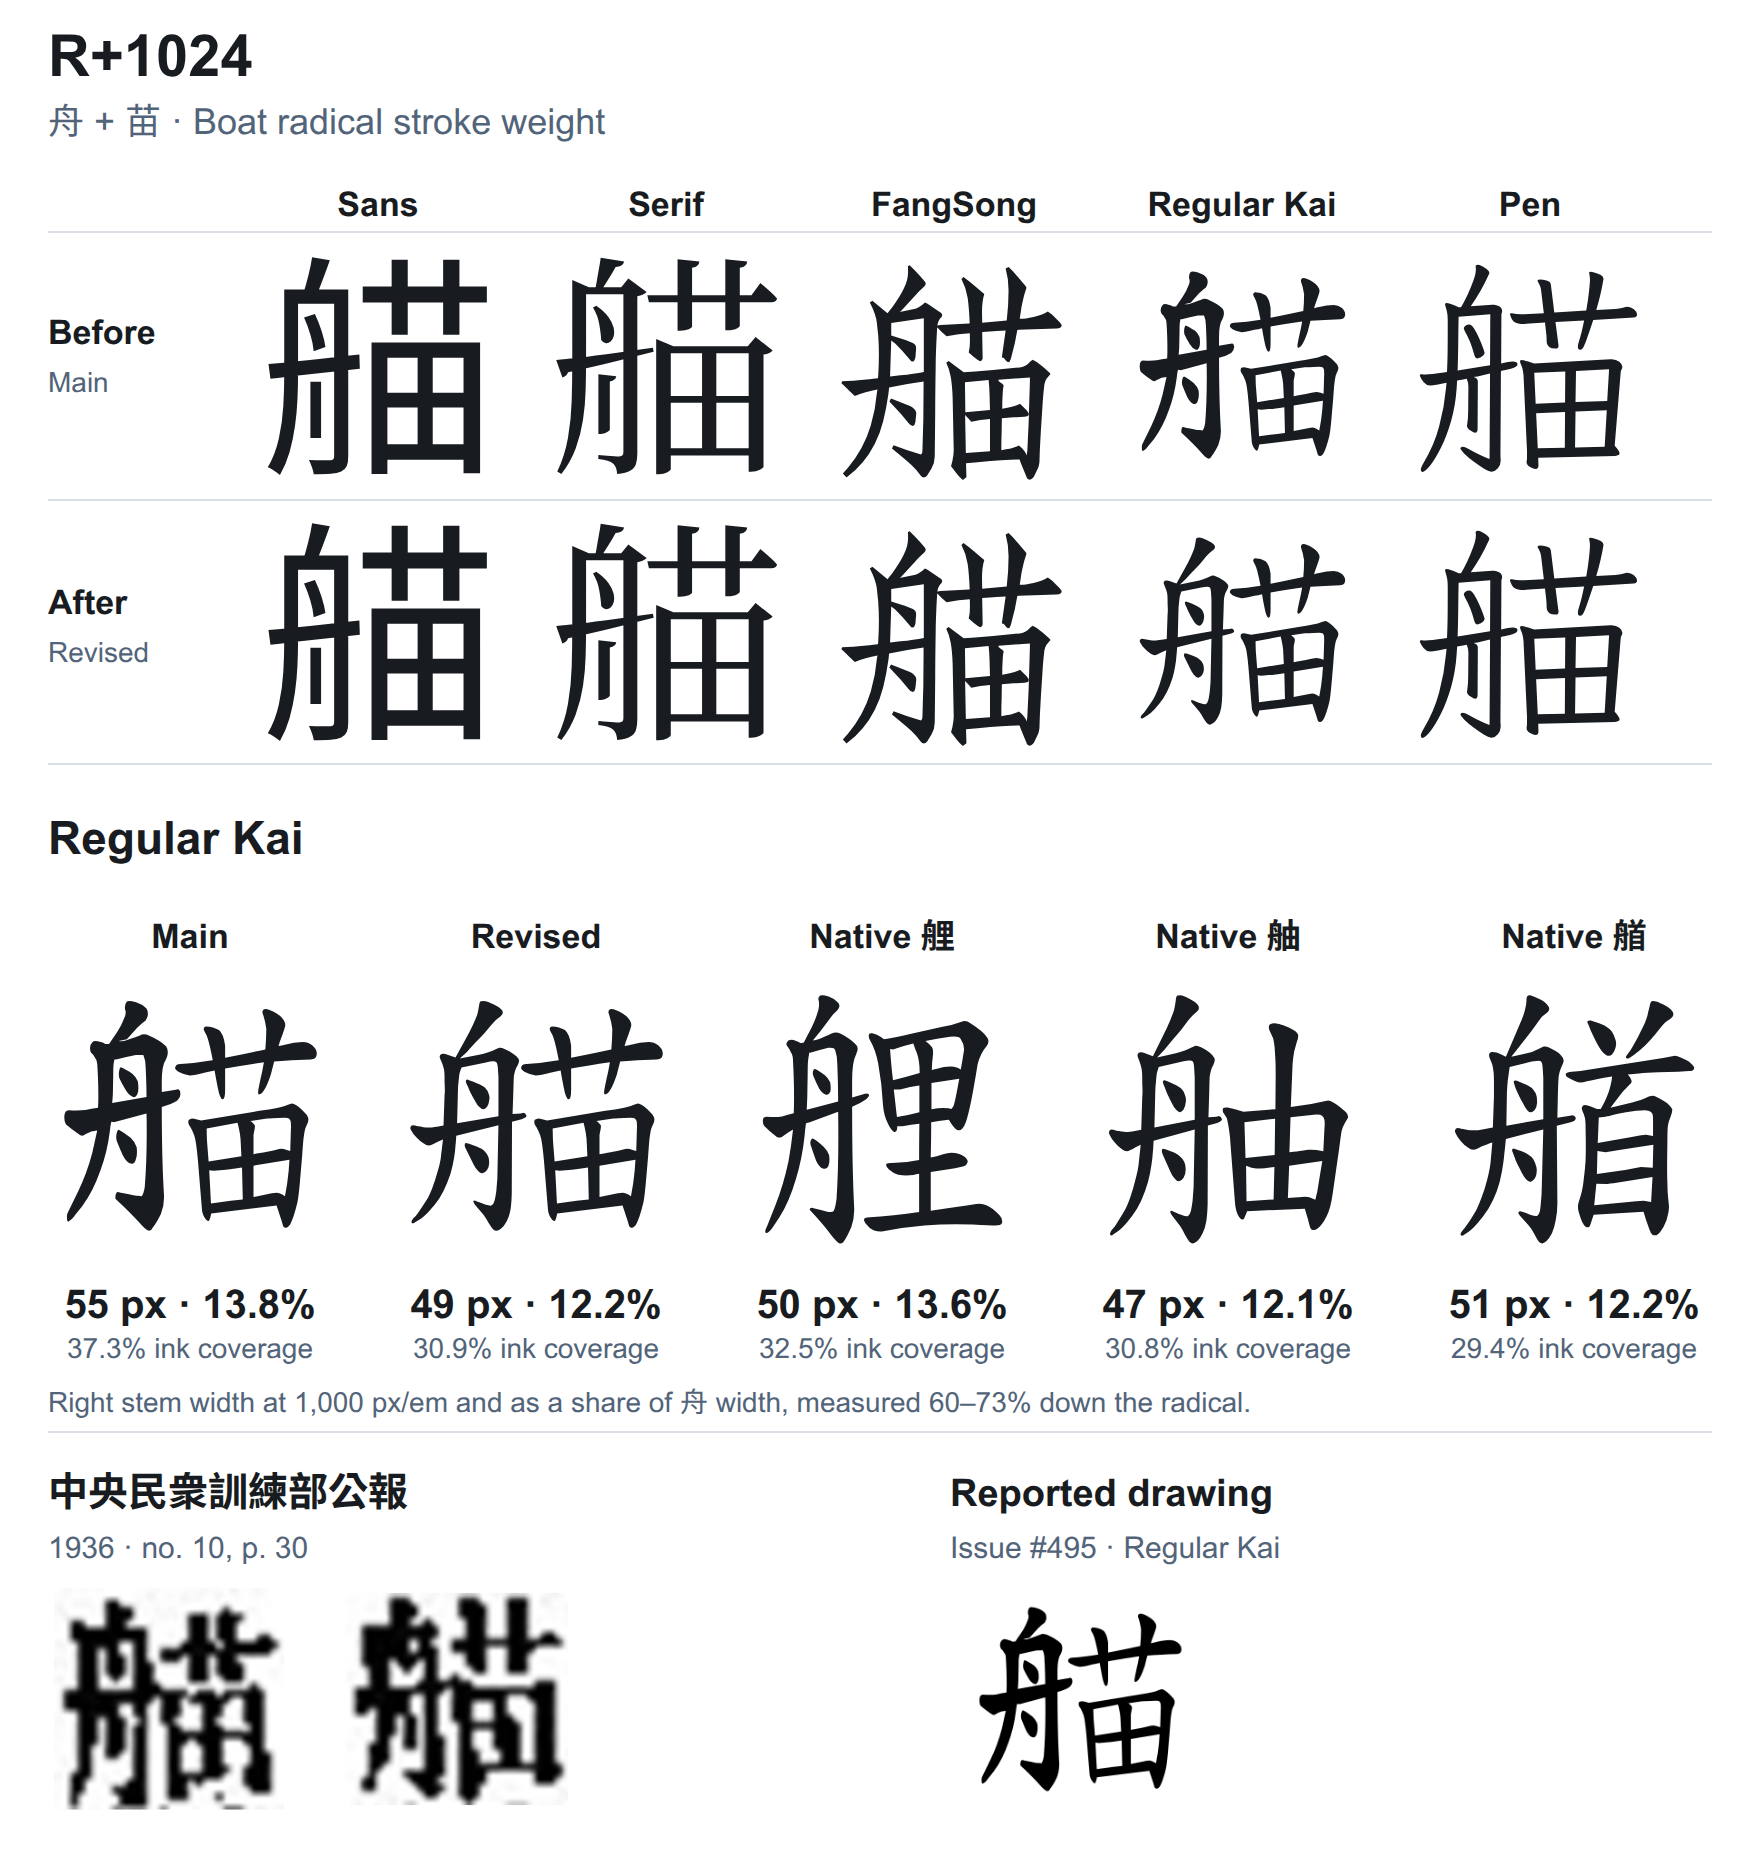 R+1024
舟 + 苗 · Boat radical stroke weight
Sans Serif FangSong Regular Kai Pen
Before
Main
After
Revised
Regular Kai
Main Revised Native 艃 Native 舳 Native 艏
艃 舳 艏
55 px · 13.8% 49 px · 12.2% 50 px · 13.6% 47 px · 12.1% 51 px · 12.2%
37.3% ink coverage 30.9% ink coverage 32.5% ink coverage 30.8% ink coverage 29.4% ink coverage
Right stem width at 1,000 px/em and as a share of 舟 width, measured 60–73% down the radical.
中央民衆訓練部公報 Reported drawing
1936 · no. 10, p. 30 Issue #495 · Regular Kai